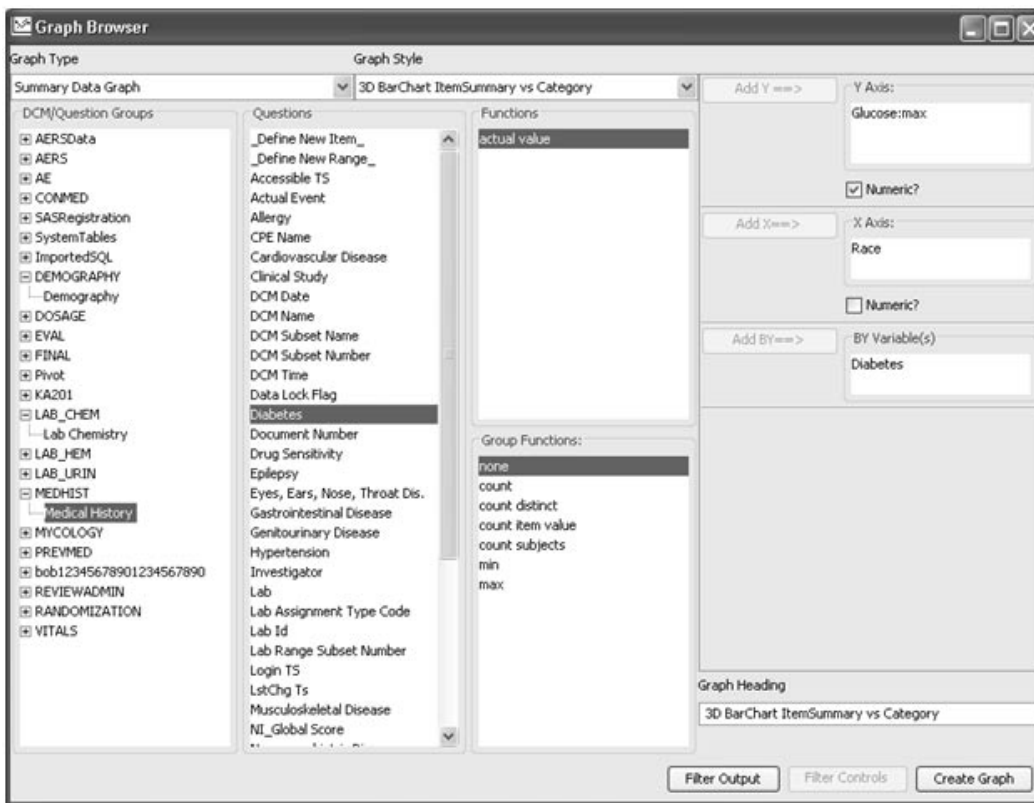 Graph Browser
Graph Type
Graph Style
Summary Data Graph
3D BarChart ItemSummary vs Category
DCM/Question Groups
AERSData
AERS
AE
CONMED
SASRegistration
SystemTables
ImportedSQL
DEMOGRAPHY
Demography
DOSAGE
EVAL
FINAL
Pivot
KA201
LAB_CHEM
Lab Chemistry
LAB_HEM
LAB_URIN
MEDHIST
Medical History
MYCOLOGY
PREVMED
bob12345678901234567890
REVIEWADMIN
RANDOMIZATION
VITALS
Questions
_Define New Item_
_Define New Range_
Accessible TS
Actual Event
Allergy
CPE Name
Cardiovascular Disease
Clinical Study
DCM Date
DCM Name
DCM Subset Name
DCM Subset Number
DCM Time
Data Lock Flag
Diabetes
Document Number
Drug Sensitivity
Epilepsy
Eyes, Ears, Nose, Throat Dis.
Gastrointestinal Disease
Genitourinary Disease
Hypertension
Investigator
Lab
Lab Assignment Type Code
Lab Id
Lab Range Subset Number
Login TS
LstChg Ts
Musculoskeletal Disease
NI_Global Score
Functions
actual value
Group Functions:
none
count
count distinct
count item value
count subjects
min
max
Add Y ==>
Y Axis:
Glucose:max
Numeric?
Add X==>
X Axis:
Race
Numeric?
Add BY==>
BY Variable(s)
Diabetes
Graph Heading
3D BarChart ItemSummary vs Category
Filter Output
Filter Controls
Create Graph